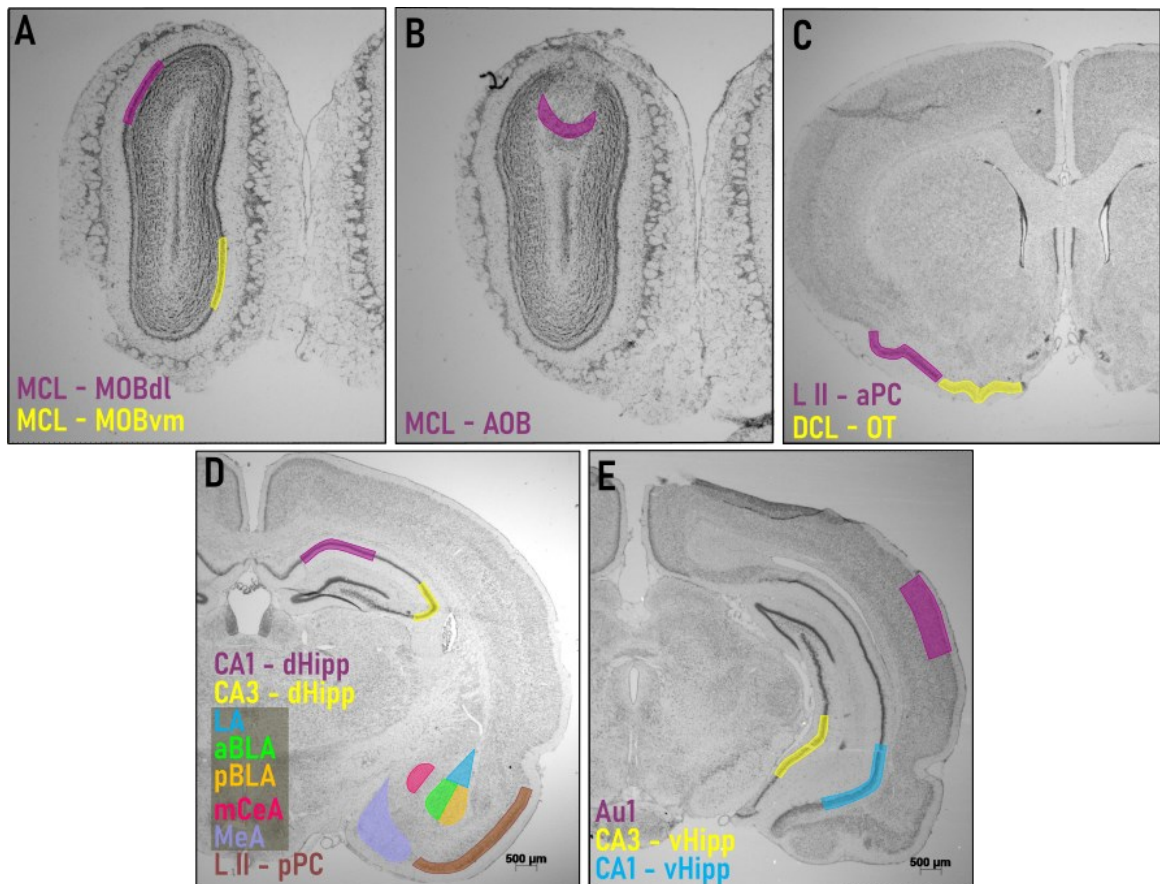 A
MCL - MOBdl
MCL - MOBvm
B
2
MCL - AOB
C
L II - aPC
DCL - OT
D
CA1 - dHipp
CA3 - dHipp
LA
aBLA
pBLA
mCeA
MeA
L II - pPC
500 µm
E
Au1
CA3 - vHipp
CA1 - vHipp
500 µm